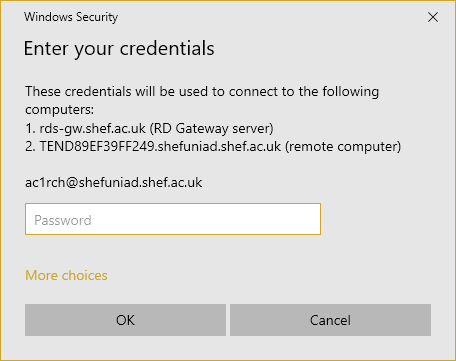 Windows Security
Enter your credentials
These credentials will be used to connect to the following
computers:
1. rds-gw.shef.ac.uk (RD Gateway server)
2. TEND89EF39FF249.shefuniad.shef.ac.uk (remote computer)
ac1rch@shefuniad.shef.ac.uk
Password
More choices
OK
Cancel